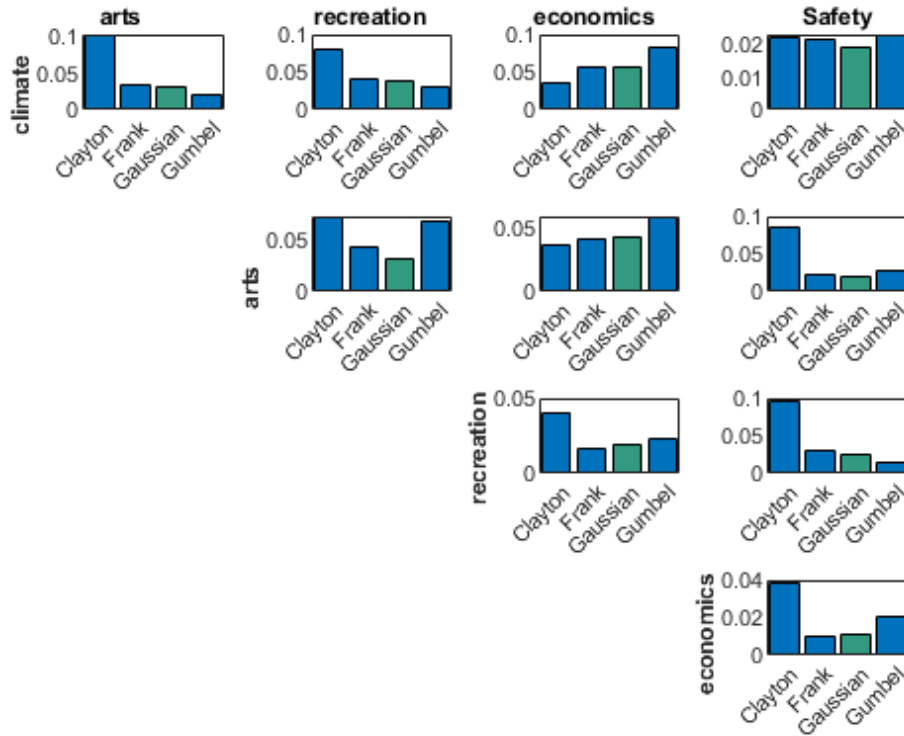 arts recreation economics Safety
climate
0.1 0.05 0 Clayton Frank Gaussian Gumbel
0.1 0.05 0 Clayton Frank Gaussian Gumbel
0.1 0.05 0 Clayton Frank Gaussian Gumbel
0.02 0.01 0 Clayton Frank Gaussian Gumbel
arts
0.05 0 Clayton Frank Gaussian Gumbel
0.05 0 Clayton Frank Gaussian Gumbel
0.1 0.05 0 Clayton Frank Gaussian Gumbel
recreation
0.05 0 Clayton Frank Gaussian Gumbel
0.1 0.05 0 Clayton Frank Gaussian Gumbel
economics
0.04 0.02 0 Clayton Frank Gaussian Gumbel